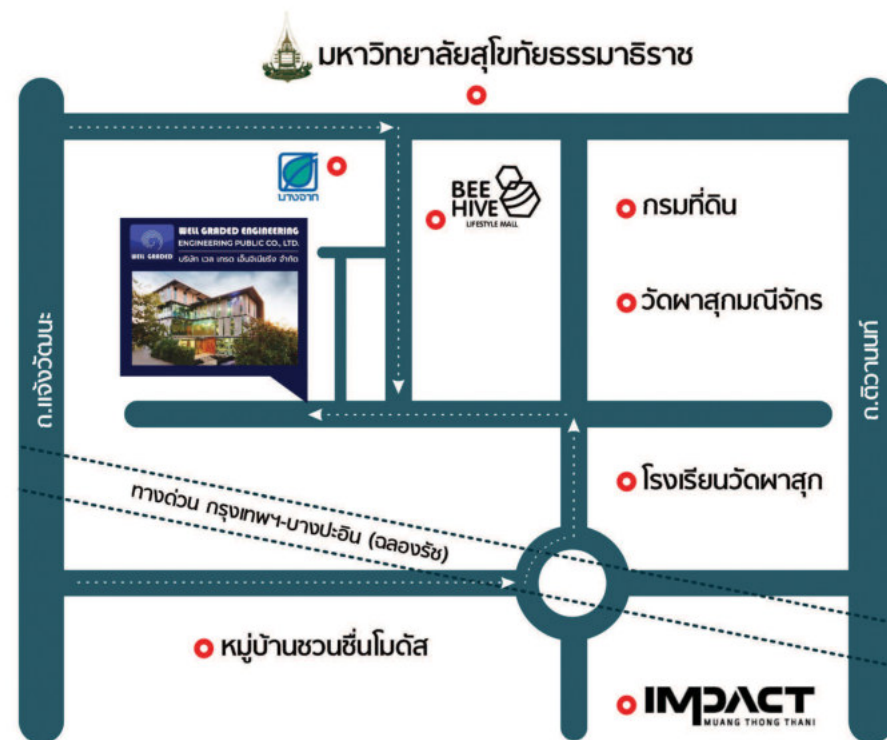 มหาวิทยาลัยสุโขทัยธรรมาธิราช
บางจาก
BEE
HIVE
LIFESTYLE MALL
กรมที่ดิน
WELL GRADED ENGINEERING
ENGINEERING PUBLIC CO., LTD.
WELL GRADED
บริษัท เวล เกรด เอ็นจิเนียริ่ง จำกัด
วัดผาสุกมณีจักร
ถ.แจ้งวัฒนะ
ถ.ติวานนท์
โรงเรียนวัดผาสุก
ทางด่วน กรุงเทพฯ-บางปะอิน (ฉลองรัช)
หมู่บ้านชวนชื่นโมดัส
IMPACT
MUANG THONG THANI